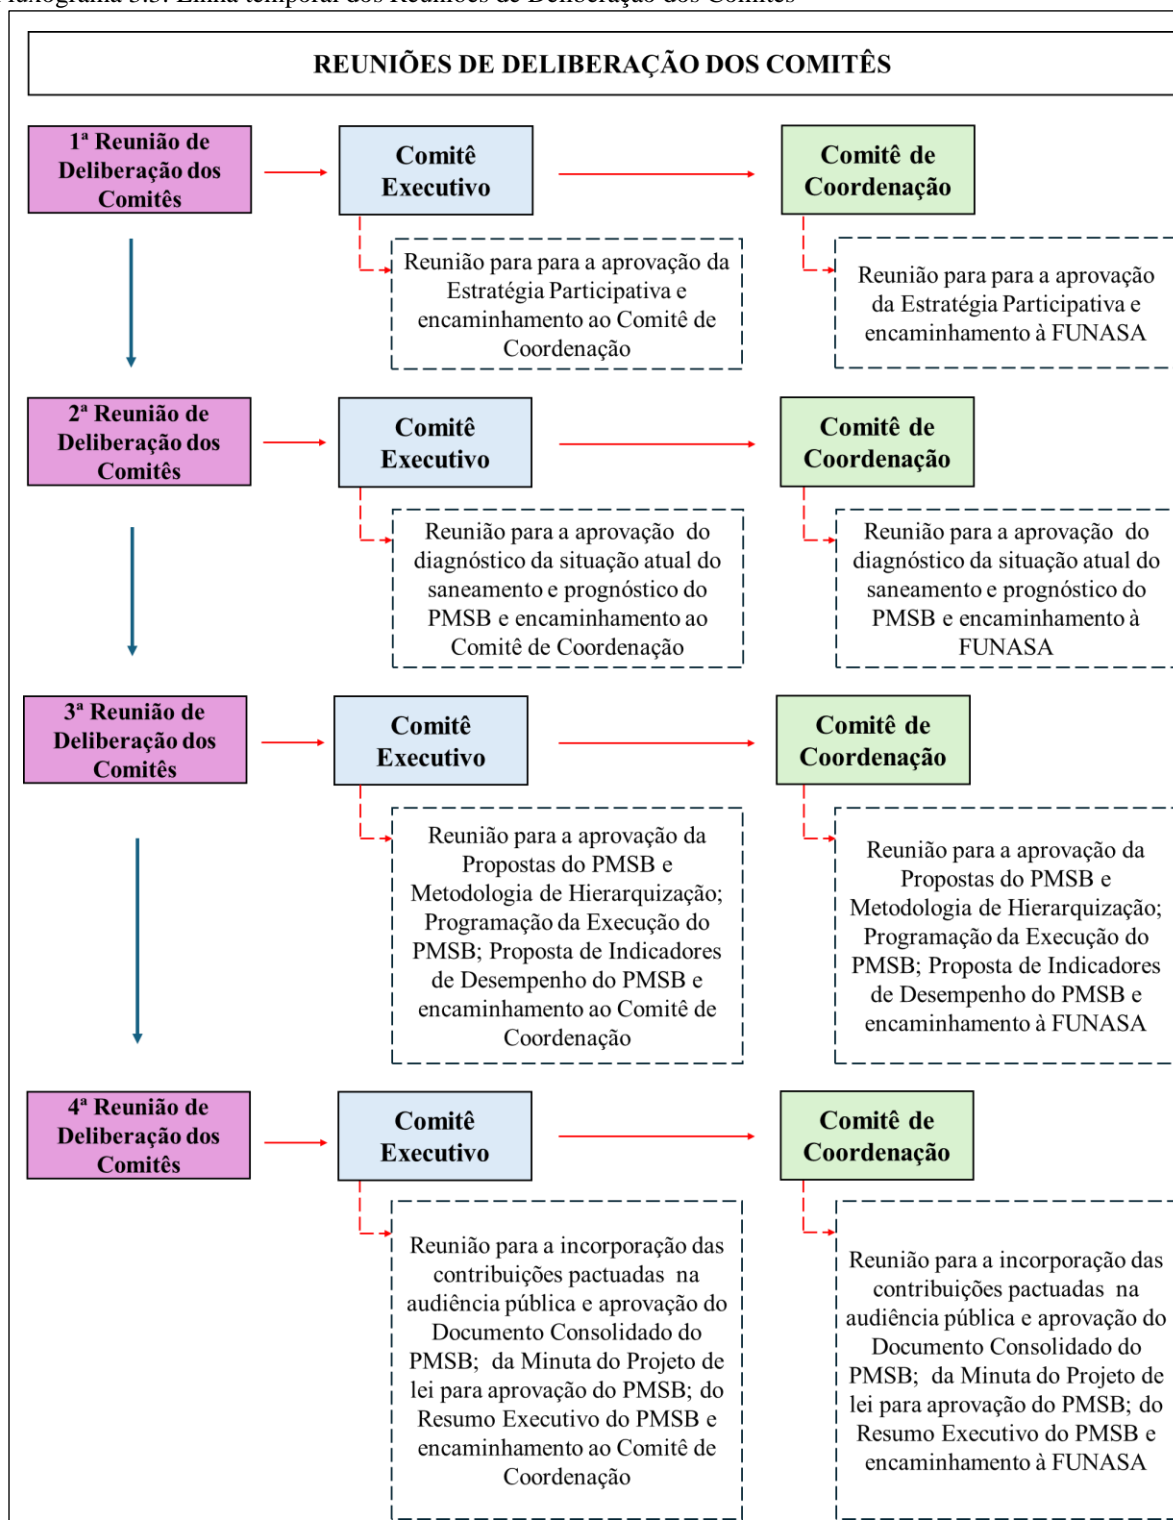 Fluxograma 3.3: Linha temporal dos Reuniões de Deliberação dos Comitês
REUNIÕES DE DELIBERAÇÃO DOS COMITÊS
1ª Reunião de
Deliberação dos
Comitês
Comitê
Executivo
Comitê de
Coordenação
Reunião para para a aprovação da
Estratégia Participativa e
encaminhamento ao Comitê de
Coordenação
Reunião para para a aprovação
da Estratégia Participativa e
encaminhamento à FUNASA
2ª Reunião de
Deliberação dos
Comitês
Comitê
Executivo
Comitê de
Coordenação
Reunião para a aprovação do
diagnóstico da situação atual do
saneamento e prognóstico do
PMSB e encaminhamento ao
Comitê de Coordenação
Reunião para a aprovação do
diagnóstico da situação atual do
saneamento e prognóstico do
PMSB e encaminhamento à
FUNASA
3ª Reunião de
Deliberação dos
Comitês
Comitê
Executivo
Comitê de
Coordenação
Reunião para a aprovação da
Propostas do PMSB e
Metodologia de Hierarquização;
Programação da Execução do
PMSB; Proposta de Indicadores
de Desempenho do PMSB e
encaminhamento ao Comitê de
Coordenação
Reunião para a aprovação da
Propostas do PMSB e
Metodologia de Hierarquização;
Programação da Execução do
PMSB; Proposta de Indicadores
de Desempenho do PMSB e
encaminhamento à FUNASA
4ª Reunião de
Deliberação dos
Comitês
Comitê
Executivo
Comitê de
Coordenação
Reunião para a incorporação das
contribuições pactuadas na
audiência pública e aprovação do
Documento Consolidado do
PMSB; da Minuta do Projeto de
lei para aprovação do PMSB; do
Resumo Executivo do PMSB e
encaminhamento ao Comitê de
Coordenação
Reunião para a incorporação das
contribuições pactuadas na
audiência pública e aprovação do
Documento Consolidado do
PMSB; da Minuta do Projeto de
lei para aprovação do PMSB; do
Resumo Executivo do PMSB e
encaminhamento à FUNASA